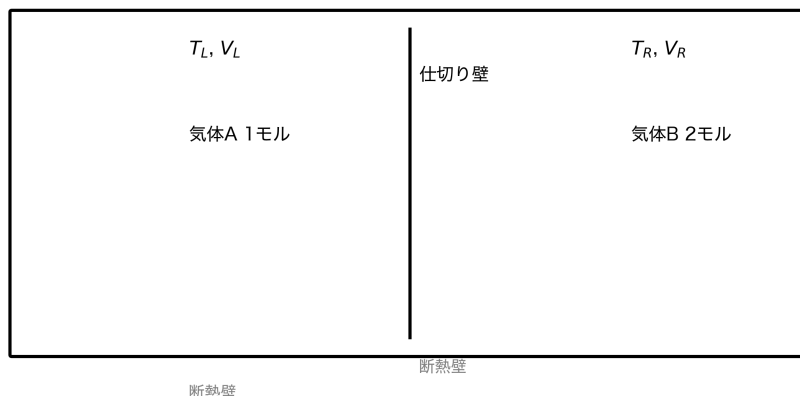 T_L, V_L
T_R, V_R
仕切り壁
気体A 1モル
気体B 2モル
断熱壁
断熱壁